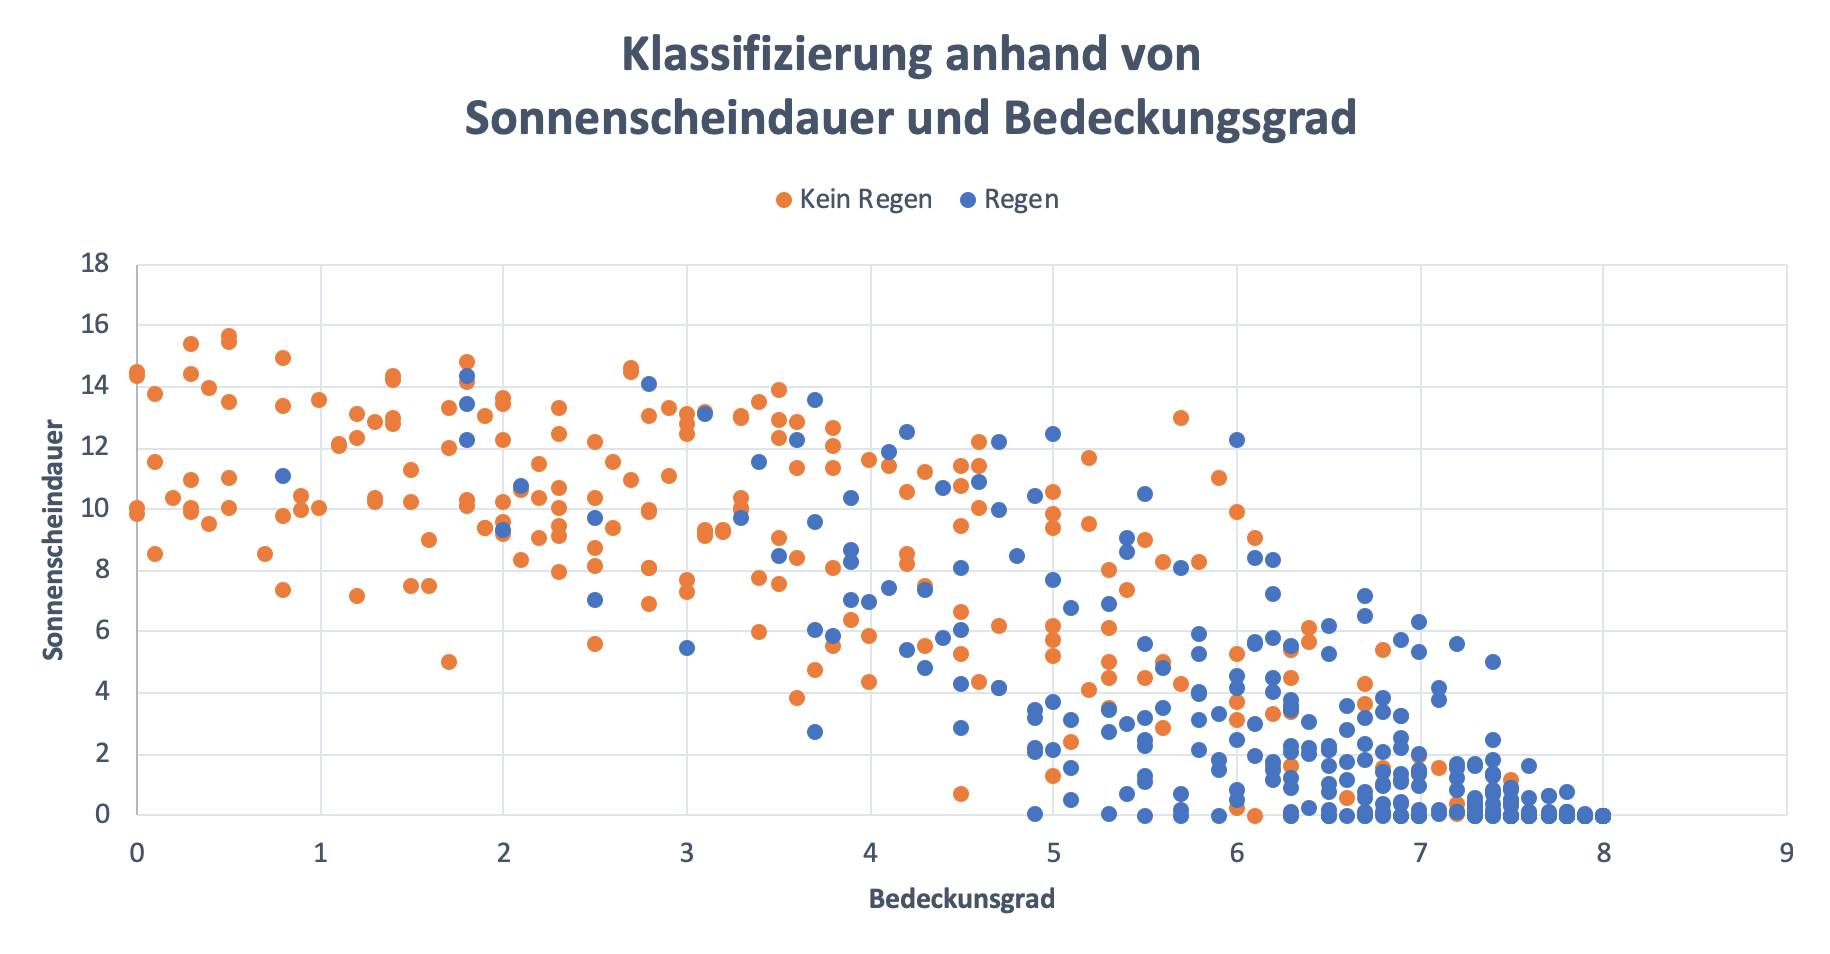 Klassifizierung anhand von
Sonnenscheindauer und Bedeckungsgrad
Kein Regen Regen
Sonnenscheindauer
18
16
14
12
10
8
6
4
2
0
0 1 2 3 4 5 6 7 8 9
Bedeckunsgrad